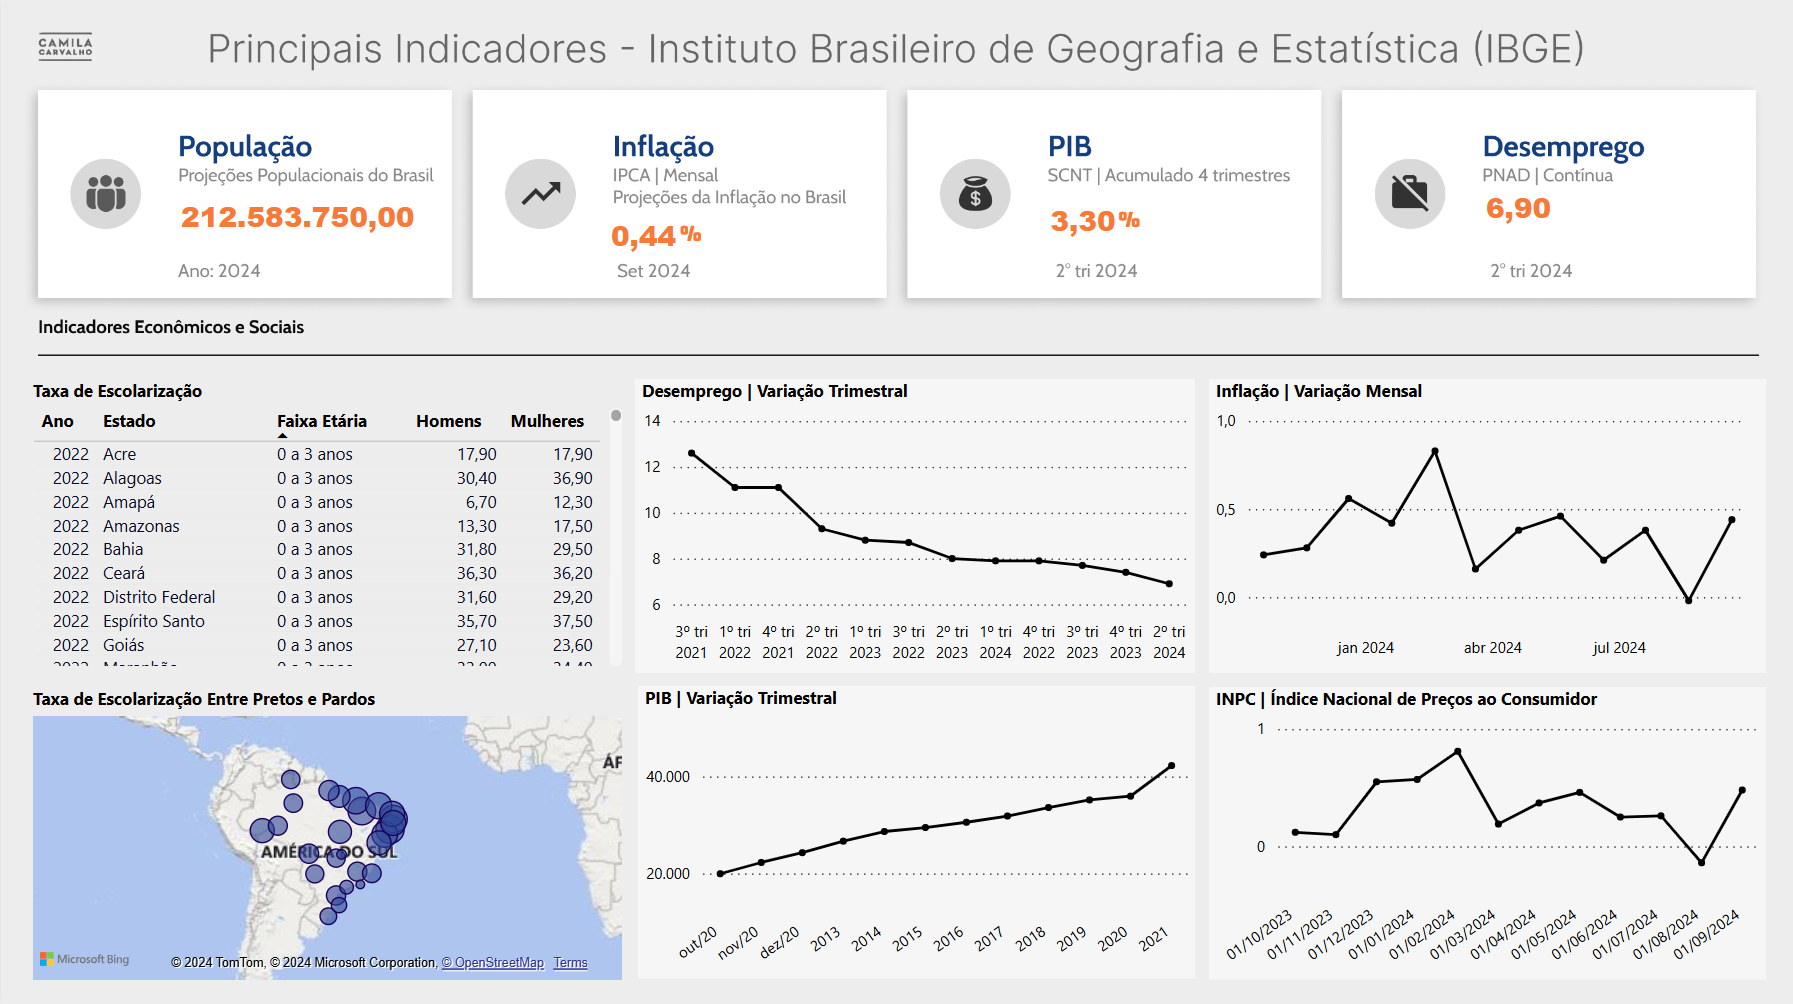 CAMILA
CARVALHO
Principais Indicadores - Instituto Brasileiro de Geografia e Estatística (IBGE)
População
Projeções Populacionais do Brasil
212.583.750,00
Ano: 2024
Inflação
IPCA | Mensal
Projeções da Inflação no Brasil
0,44 %
Set 2024
PIB
SCNT | Acumulado 4 trimestres
3,30 %
2° tri 2024
Desemprego
PNAD | Contínua
6,90
2° tri 2024
Indicadores Econômicos e Sociais
Taxa de Escolarização
Ano Estado Faixa Etária Homens Mulheres
2022 Acre 0 a 3 anos 17,90 17,90
2022 Alagoas 0 a 3 anos 30,40 36,90
2022 Amapá 0 a 3 anos 6,70 12,30
2022 Amazonas 0 a 3 anos 13,30 17,50
2022 Bahia 0 a 3 anos 31,80 29,50
2022 Ceará 0 a 3 anos 36,30 36,20
2022 Distrito Federal 0 a 3 anos 31,60 29,20
2022 Espírito Santo 0 a 3 anos 35,70 37,50
2022 Goiás 0 a 3 anos 27,10 23,60
Desemprego | Variação Trimestral
14
12
10
8
6
3º tri 2021 1º tri 2022 4º tri 2021 2º tri 2022 1º tri 2023 3º tri 2022 2º tri 2023 1º tri 2024 4º tri 2022 3º tri 2023 4º tri 2023 2º tri 2024
Inflação | Variação Mensal
1,0
0,5
0,0
jan 2024 abr 2024 jul 2024
Taxa de Escolarização Entre Pretos e Pardos
ÁF
AMÉRICA DO SUL
Microsoft Bing
© 2024 TomTom, © 2024 Microsoft Corporation, © OpenStreetMap Terms
PIB | Variação Trimestral
40.000
20.000
out/20 nov/20 dez/20 2013 2014 2015 2016 2017 2018 2019 2020 2021
INPC | Índice Nacional de Preços ao Consumidor
1
0
01/10/2023 01/11/2023 01/12/2023 01/01/2024 01/02/2024 01/03/2024 01/04/2024 01/05/2024 01/06/2024 01/07/2024 01/08/2024 01/09/2024